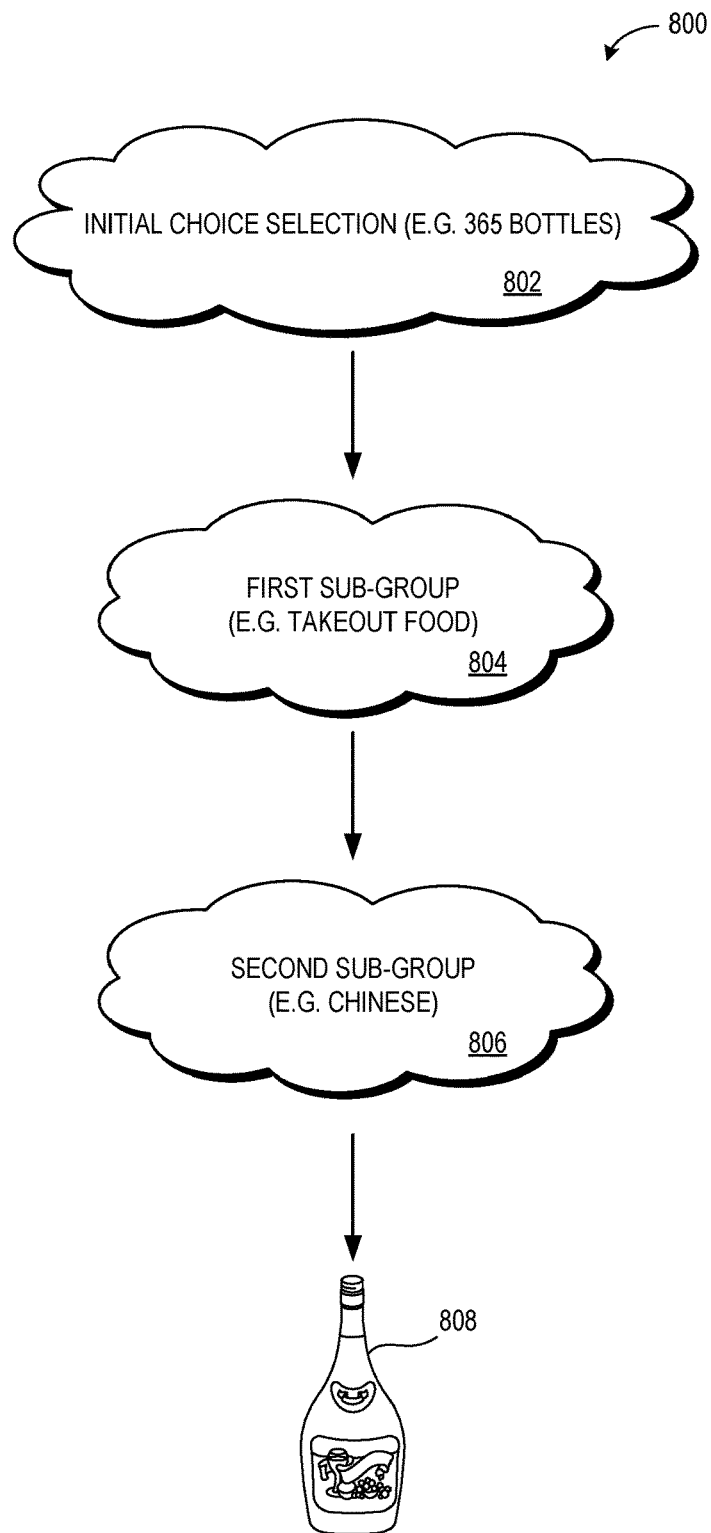 800
INITIAL CHOICE SELECTION (E.G. 365 BOTTLES)
802
FIRST SUB-GROUP
(E.G. TAKEOUT FOOD)
804
SECOND SUB-GROUP
(E.G. CHINESE)
806
808